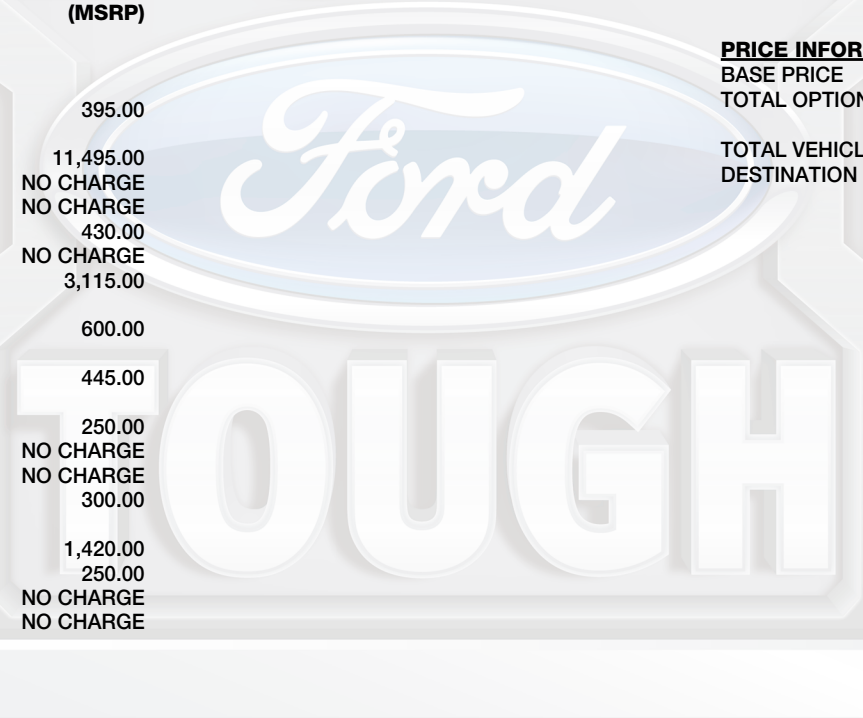 (MSRP)
395.00
11,495.00
NO CHARGE
NO CHARGE
430.00
NO CHARGE
3,115.00
600.00
445.00
250.00
NO CHARGE
NO CHARGE
300.00
1,420.00
250.00
NO CHARGE
NO CHARGE
PRICE INFOR
BASE PRICE
TOTAL OPTION
TOTAL VEHICL
DESTINATION
Ford
TOUGH